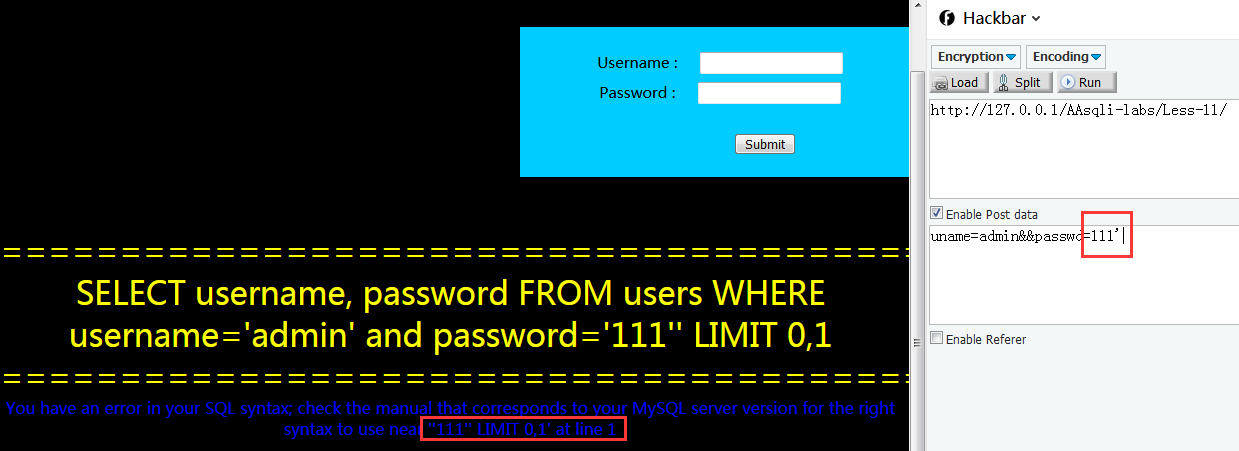 Username :
Password :
Submit
==========================================
SELECT username, password FROM users WHERE
username='admin' and password='111'' LIMIT 0,1
==========================================
You have an error in your SQL syntax; check the manual that corresponds to your MySQL server version for the right
syntax to use near ''111'' LIMIT 0,1' at line 1
Hackbar
Encryption Encoding
Load Split Run
http://127.0.0.1/AAsqli-labs/Less-11/
Enable Post data
uname=admin&&passwd=111'
Enable Referer